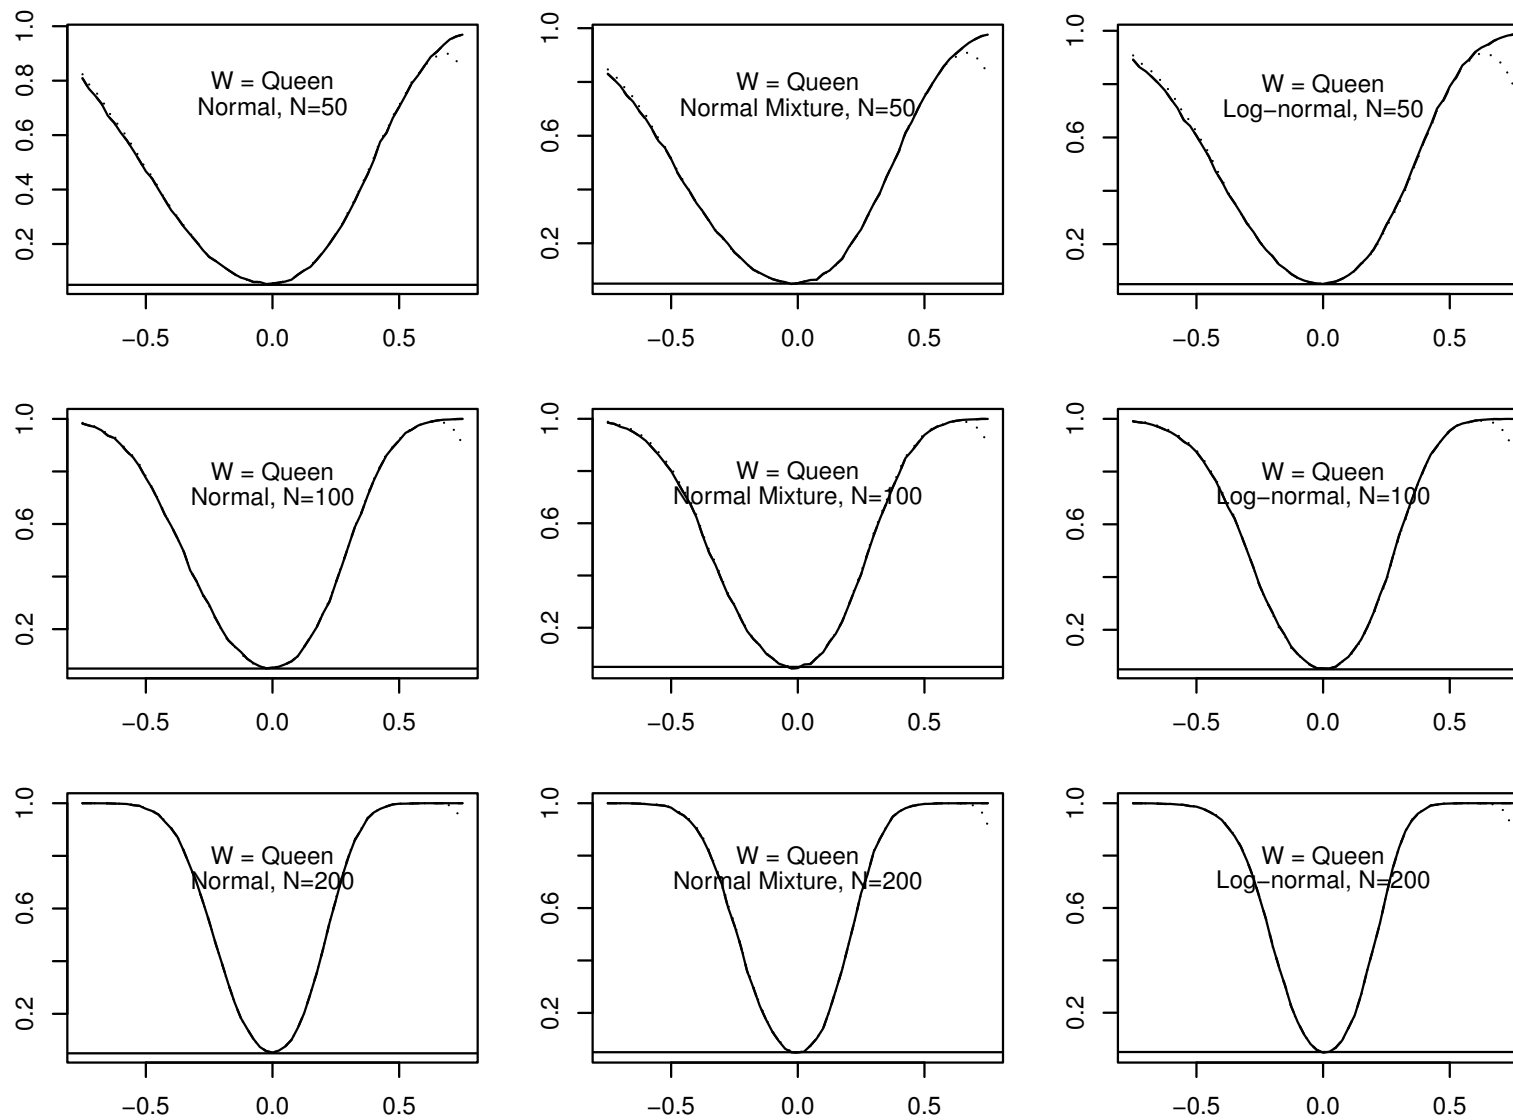 1.0
0.8
0.6
0.4
0.2
W = Queen
Normal, N=50
−0.5 0.0 0.5
1.0
0.6
0.2
W = Queen
Normal Mixture, N=50
−0.5 0.0 0.5
1.0
0.6
0.2
W = Queen
Log−normal, N=50
−0.5 0.0 0.5
1.0
0.6
0.2
W = Queen
Normal, N=100
−0.5 0.0 0.5
1.0
0.6
0.2
W = Queen
Normal Mixture, N=100
−0.5 0.0 0.5
1.0
0.6
0.2
W = Queen
Log−normal, N=100
−0.5 0.0 0.5
1.0
0.6
0.2
W = Queen
Normal, N=200
−0.5 0.0 0.5
1.0
0.6
0.2
W = Queen
Normal Mixture, N=200
−0.5 0.0 0.5
1.0
0.6
0.2
W = Queen
Log−normal, N=200
−0.5 0.0 0.5